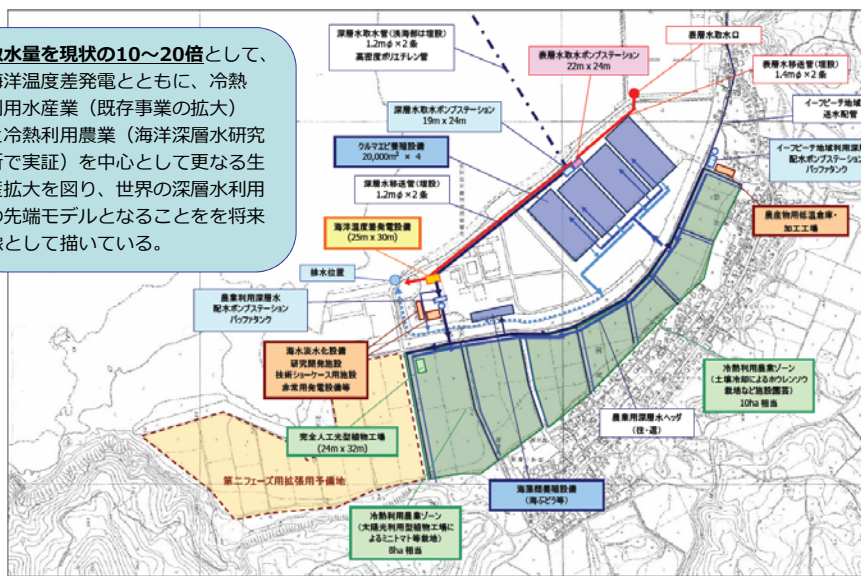 取水量を現状の10～20倍として、
海洋温度差発電とともに、冷熱
利用水産業（既存事業の拡大）
と冷熱利用農業（海洋深層水研究
所で実証）を中心として更なる生
産拡大を図り、世界の深層水利用
の先端モデルとなることをを将来
像として描いている。
深層水取水管（浅海部は埋設）
1.2mφ×2条
高密度ポリエチレン管
表層水取水ポンプステーション
22m x 24m
表層水取水口
表層水移送管（埋設）
1.4mφ×2条
深層水取水ポンプステーション
19m x 24m
イーフビーチ地域
送水配管
クルマエビ養殖設備
20,000m² × 4
イーフビーチ地域利用深層
配水ポンプステーション
バッファタンク
深層水移送管（埋設）
1.2mφ×2条
農産物用低温倉庫・
加工工場
海洋温度差発電設備
(25m x 30m)
排水位置
農業利用深層水
配水ポンプステーション
バッファタンク
海水淡水化設備
研究開発施設
技術ショーケース用施設
非常用発電設備等
冷熱利用農業ゾーン
（土壌冷却によるホウレンソウ
栽培など施設園芸）
10ha 相当
農業用深層水ヘッダ
（往・還）
完全人工光型植物工場
(24m x 32m)
第二フェーズ用拡張用予備地
海藻類養殖設備
（海ぶどう等）
冷熱利用農業ゾーン
（太陽光利用型植物工場に
よるミニトマト等栽培）
8ha 相当